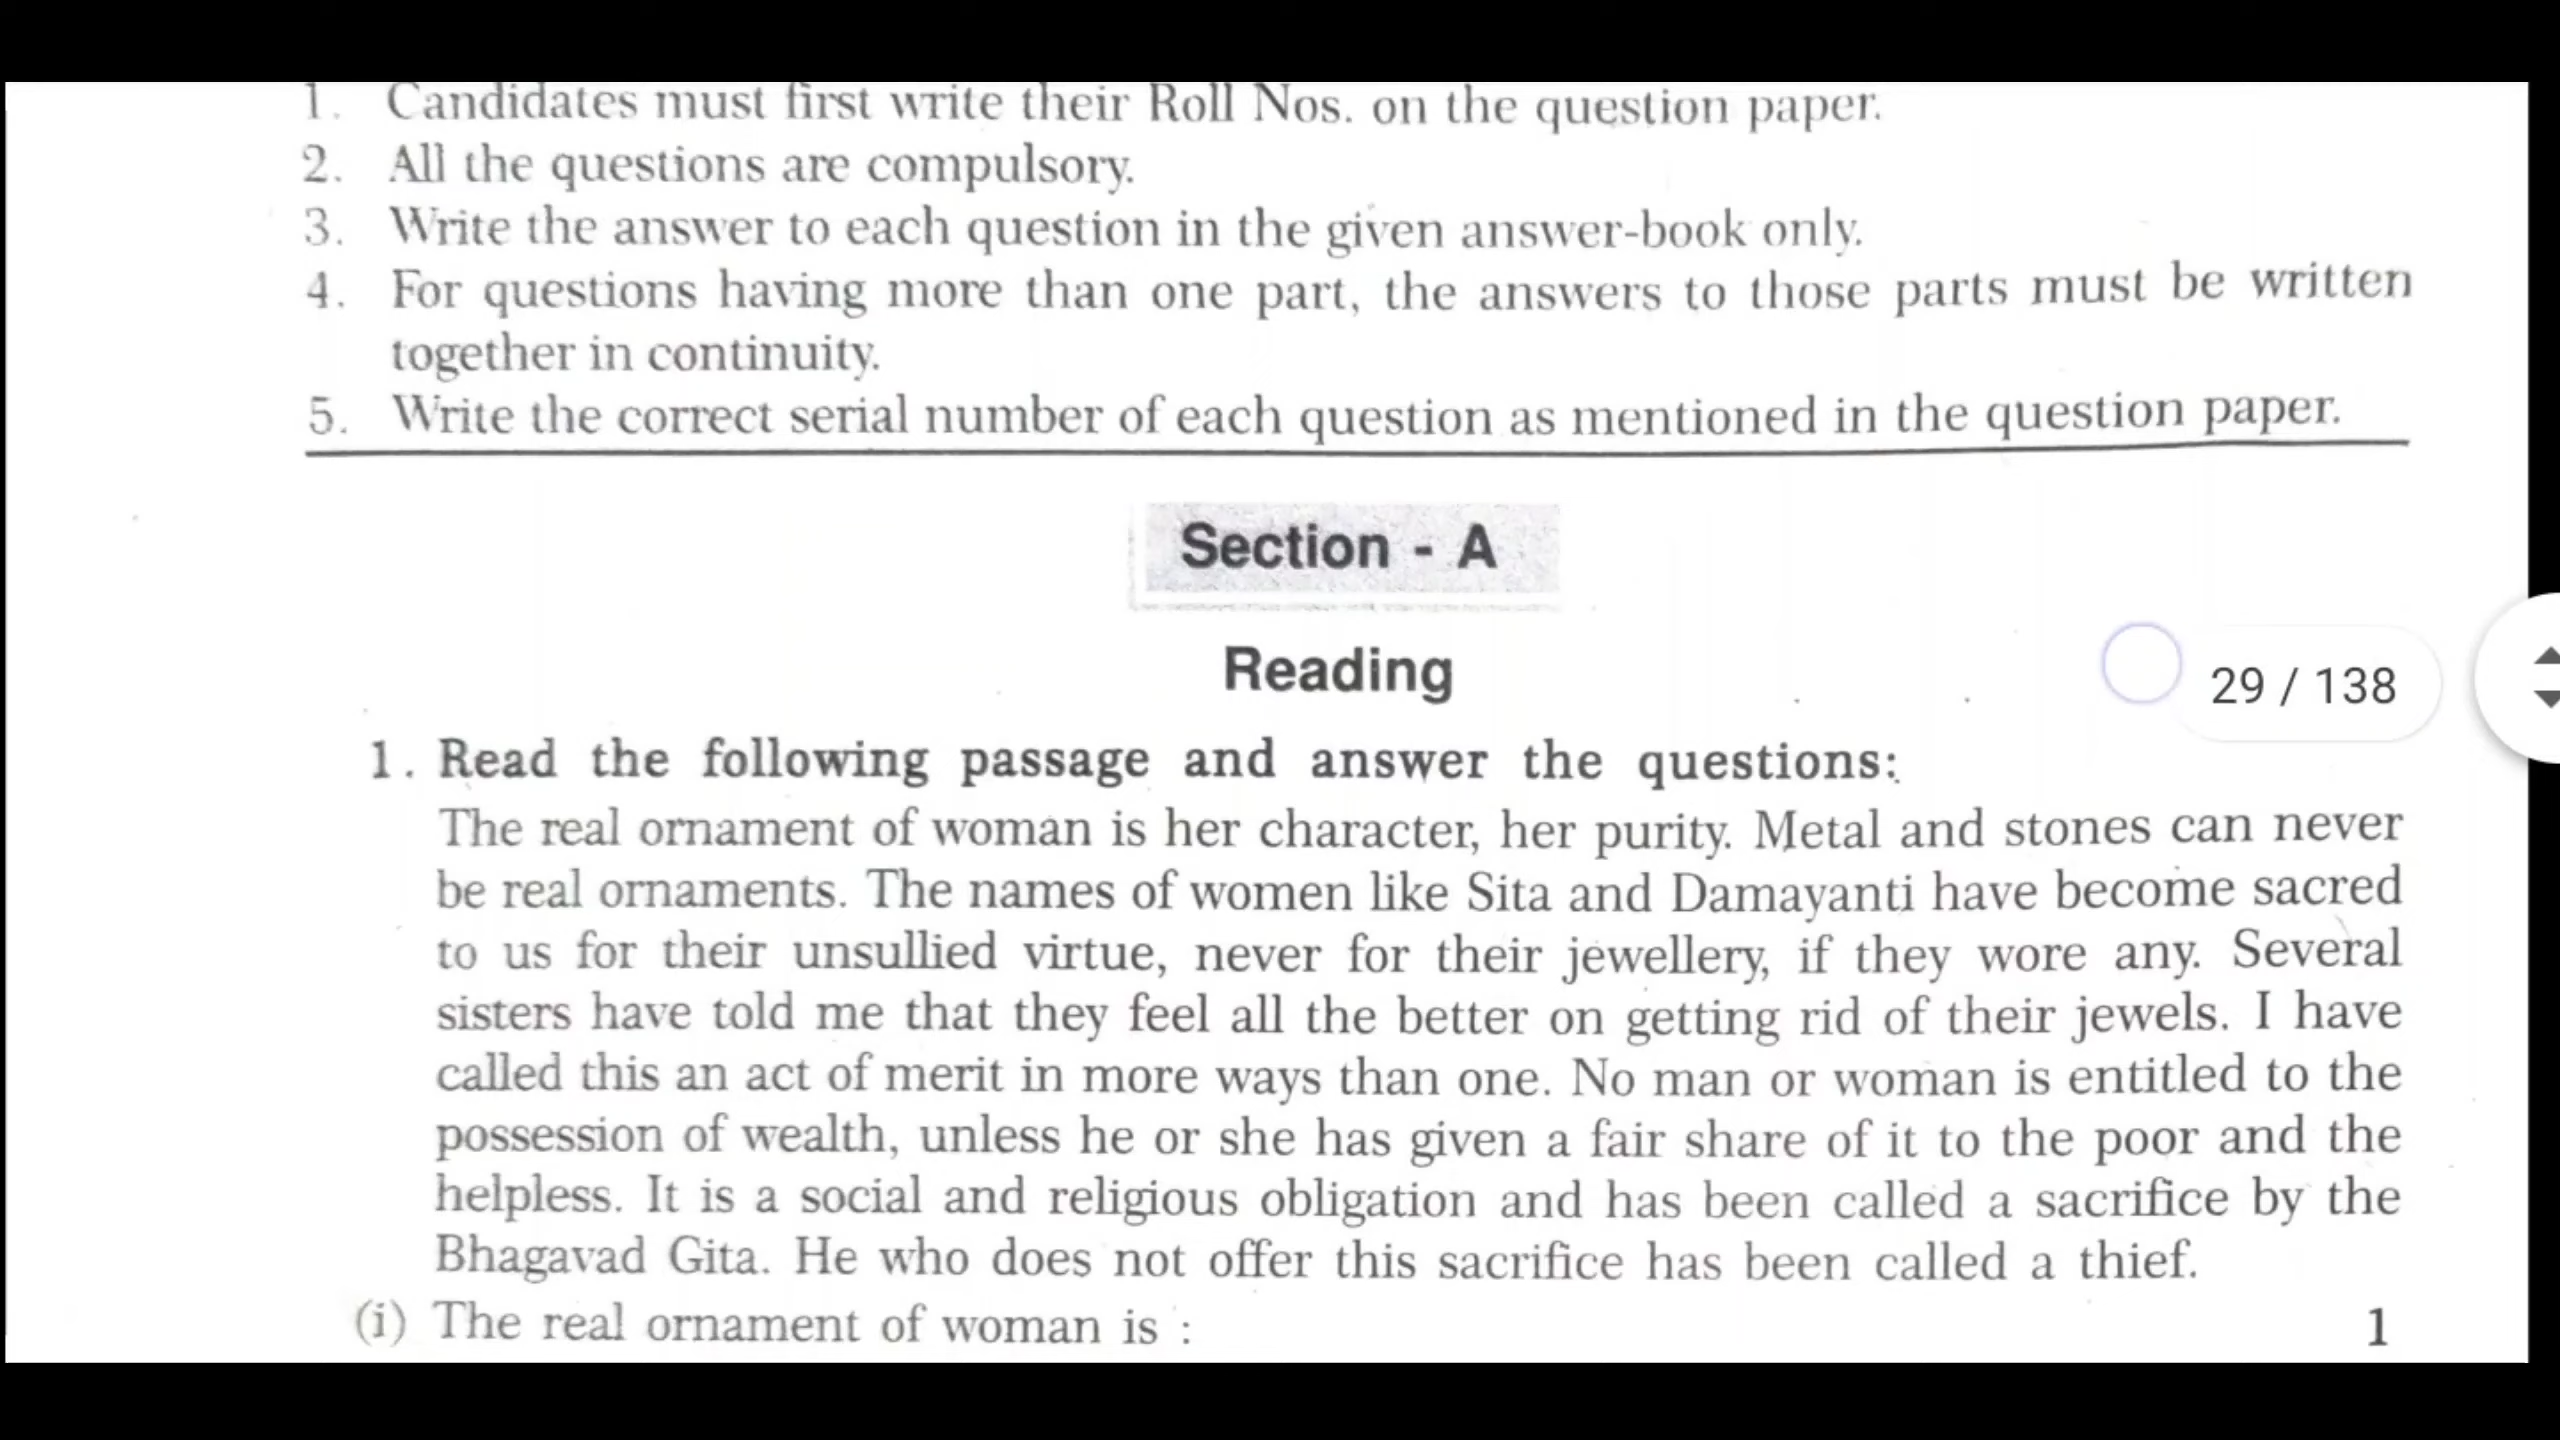 1. Candidates must first write their Roll Nos. on the question paper.
2. All the questions are compulsory.
3. Write the answer to each question in the given answer-book only.
4. For questions having more than one part, the answers to those parts must be written
together in continuity.
5. Write the correct serial number of each question as mentioned in the question paper.
Section - A
Reading
29 / 138
1. Read the following passage and answer the questions:
The real ornament of woman is her character, her purity. Metal and stones can never
be real ornaments. The names of women like Sita and Damayanti have become sacred
to us for their unsullied virtue, never for their jewellery, if they wore any. Several
sisters have told me that they feel all the better on getting rid of their jewels. I have
called this an act of merit in more ways than one. No man or woman is entitled to the
possession of wealth, unless he or she has given a fair share of it to the poor and the
helpless. It is a social and religious obligation and has been called a sacrifice by the
Bhagavad Gita. He who does not offer this sacrifice has been called a thief.
(i) The real ornament of woman is : 1